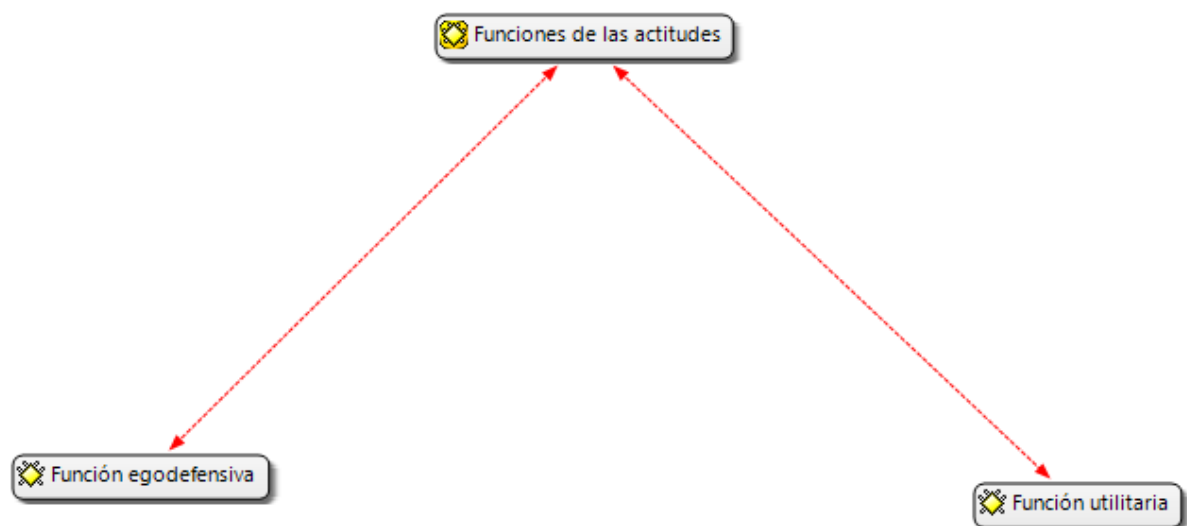 Funciones de las actitudes
Función egodefensiva
Función utilitaria